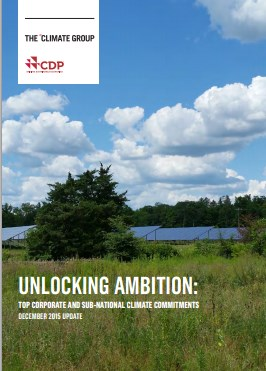 THE °CLIMATE GROUP
CDP
UNLOCKING AMBITION:
TOP CORPORATE AND SUB-NATIONAL CLIMATE COMMITMENTS
DECEMBER 2015 UPDATE